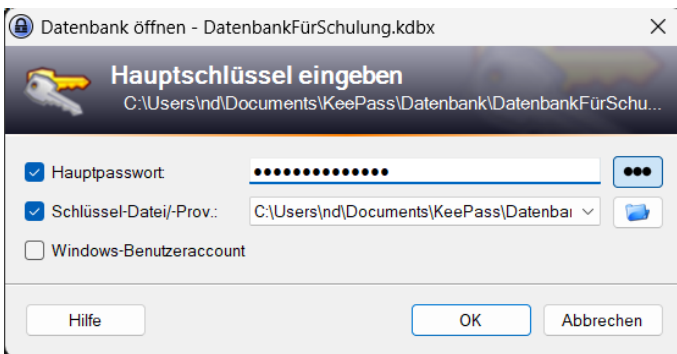 Datenbank öffnen - DatenbankFürSchulung.kdbx
Hauptschlüssel eingeben
C:\Users\nd\Documents\KeePass\Datenbank\DatenbankFürSchu...
Hauptpasswort:
●●●●●●●●●●●●●●
●●●
Schlüssel-Datei/-Prov.:
C:\Users\nd\Documents\KeePass\Datenbai
Windows-Benutzeraccount
Hilfe
OK
Abbrechen